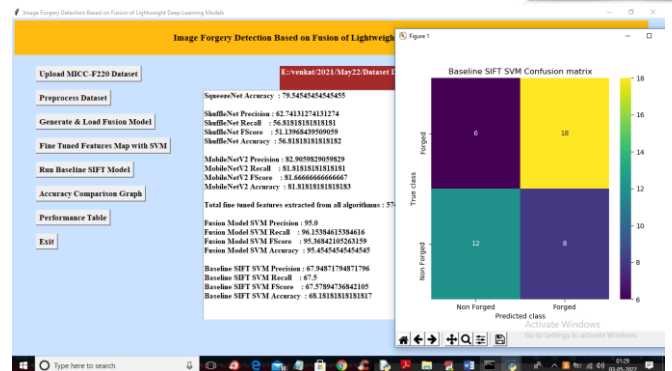 Image Forgery Detection Based on Fusion of Lightweight Deep Learning Models
Image Forgery Detection Based on Fusion of Lightweigh
Upload MICC-F220 Dataset
Preprocess Dataset
Generate & Load Fusion Model
Fine Tuned Features Map with SVM
Run Baseline SIFT Model
Accuracy Comparison Graph
Performance Table
Exit
E:/venkat/2021/May22/Dataset D
SqueezeNet Accuracy : 79.54545454545455
ShuffleNet Precision : 62.74131274131274
ShuffleNet Recall : 56.81818181818181
ShuffleNet FScore : 51.13968439509059
ShuffleNet Accuracy : 56.81818181818182
MobileNetV2 Precision : 82.9059829059829
MobileNetV2 Recall : 81.81818181818181
MobileNetV2 FScore : 81.66666666666667
MobileNetV2 Accuracy : 81.81818181818183
Total fine tuned features extracted from all algorithms : 576
Fusion Model SVM Precision : 95.0
Fusion Model SVM Recall : 96.15384615384616
Fusion Model SVM FScore : 95.36842105263159
Fusion Model SVM Accuracy : 95.45454545454545
Baseline SIFT SVM Precision : 67.94871794871796
Baseline SIFT SVM Recall : 67.5
Baseline SIFT SVM FScore : 67.57894736842105
Baseline SIFT SVM Accuracy : 68.18181818181817
Figure 1
Baseline SIFT SVM Confusion matrix
True class
Forged
Non Forged
6
18
12
8
Non Forged
Forged
Predicted class
18
16
14
12
10
8
6
Activate Windows
Go to Settings to activate Windows.
Type here to search
01:29
03-05-2022